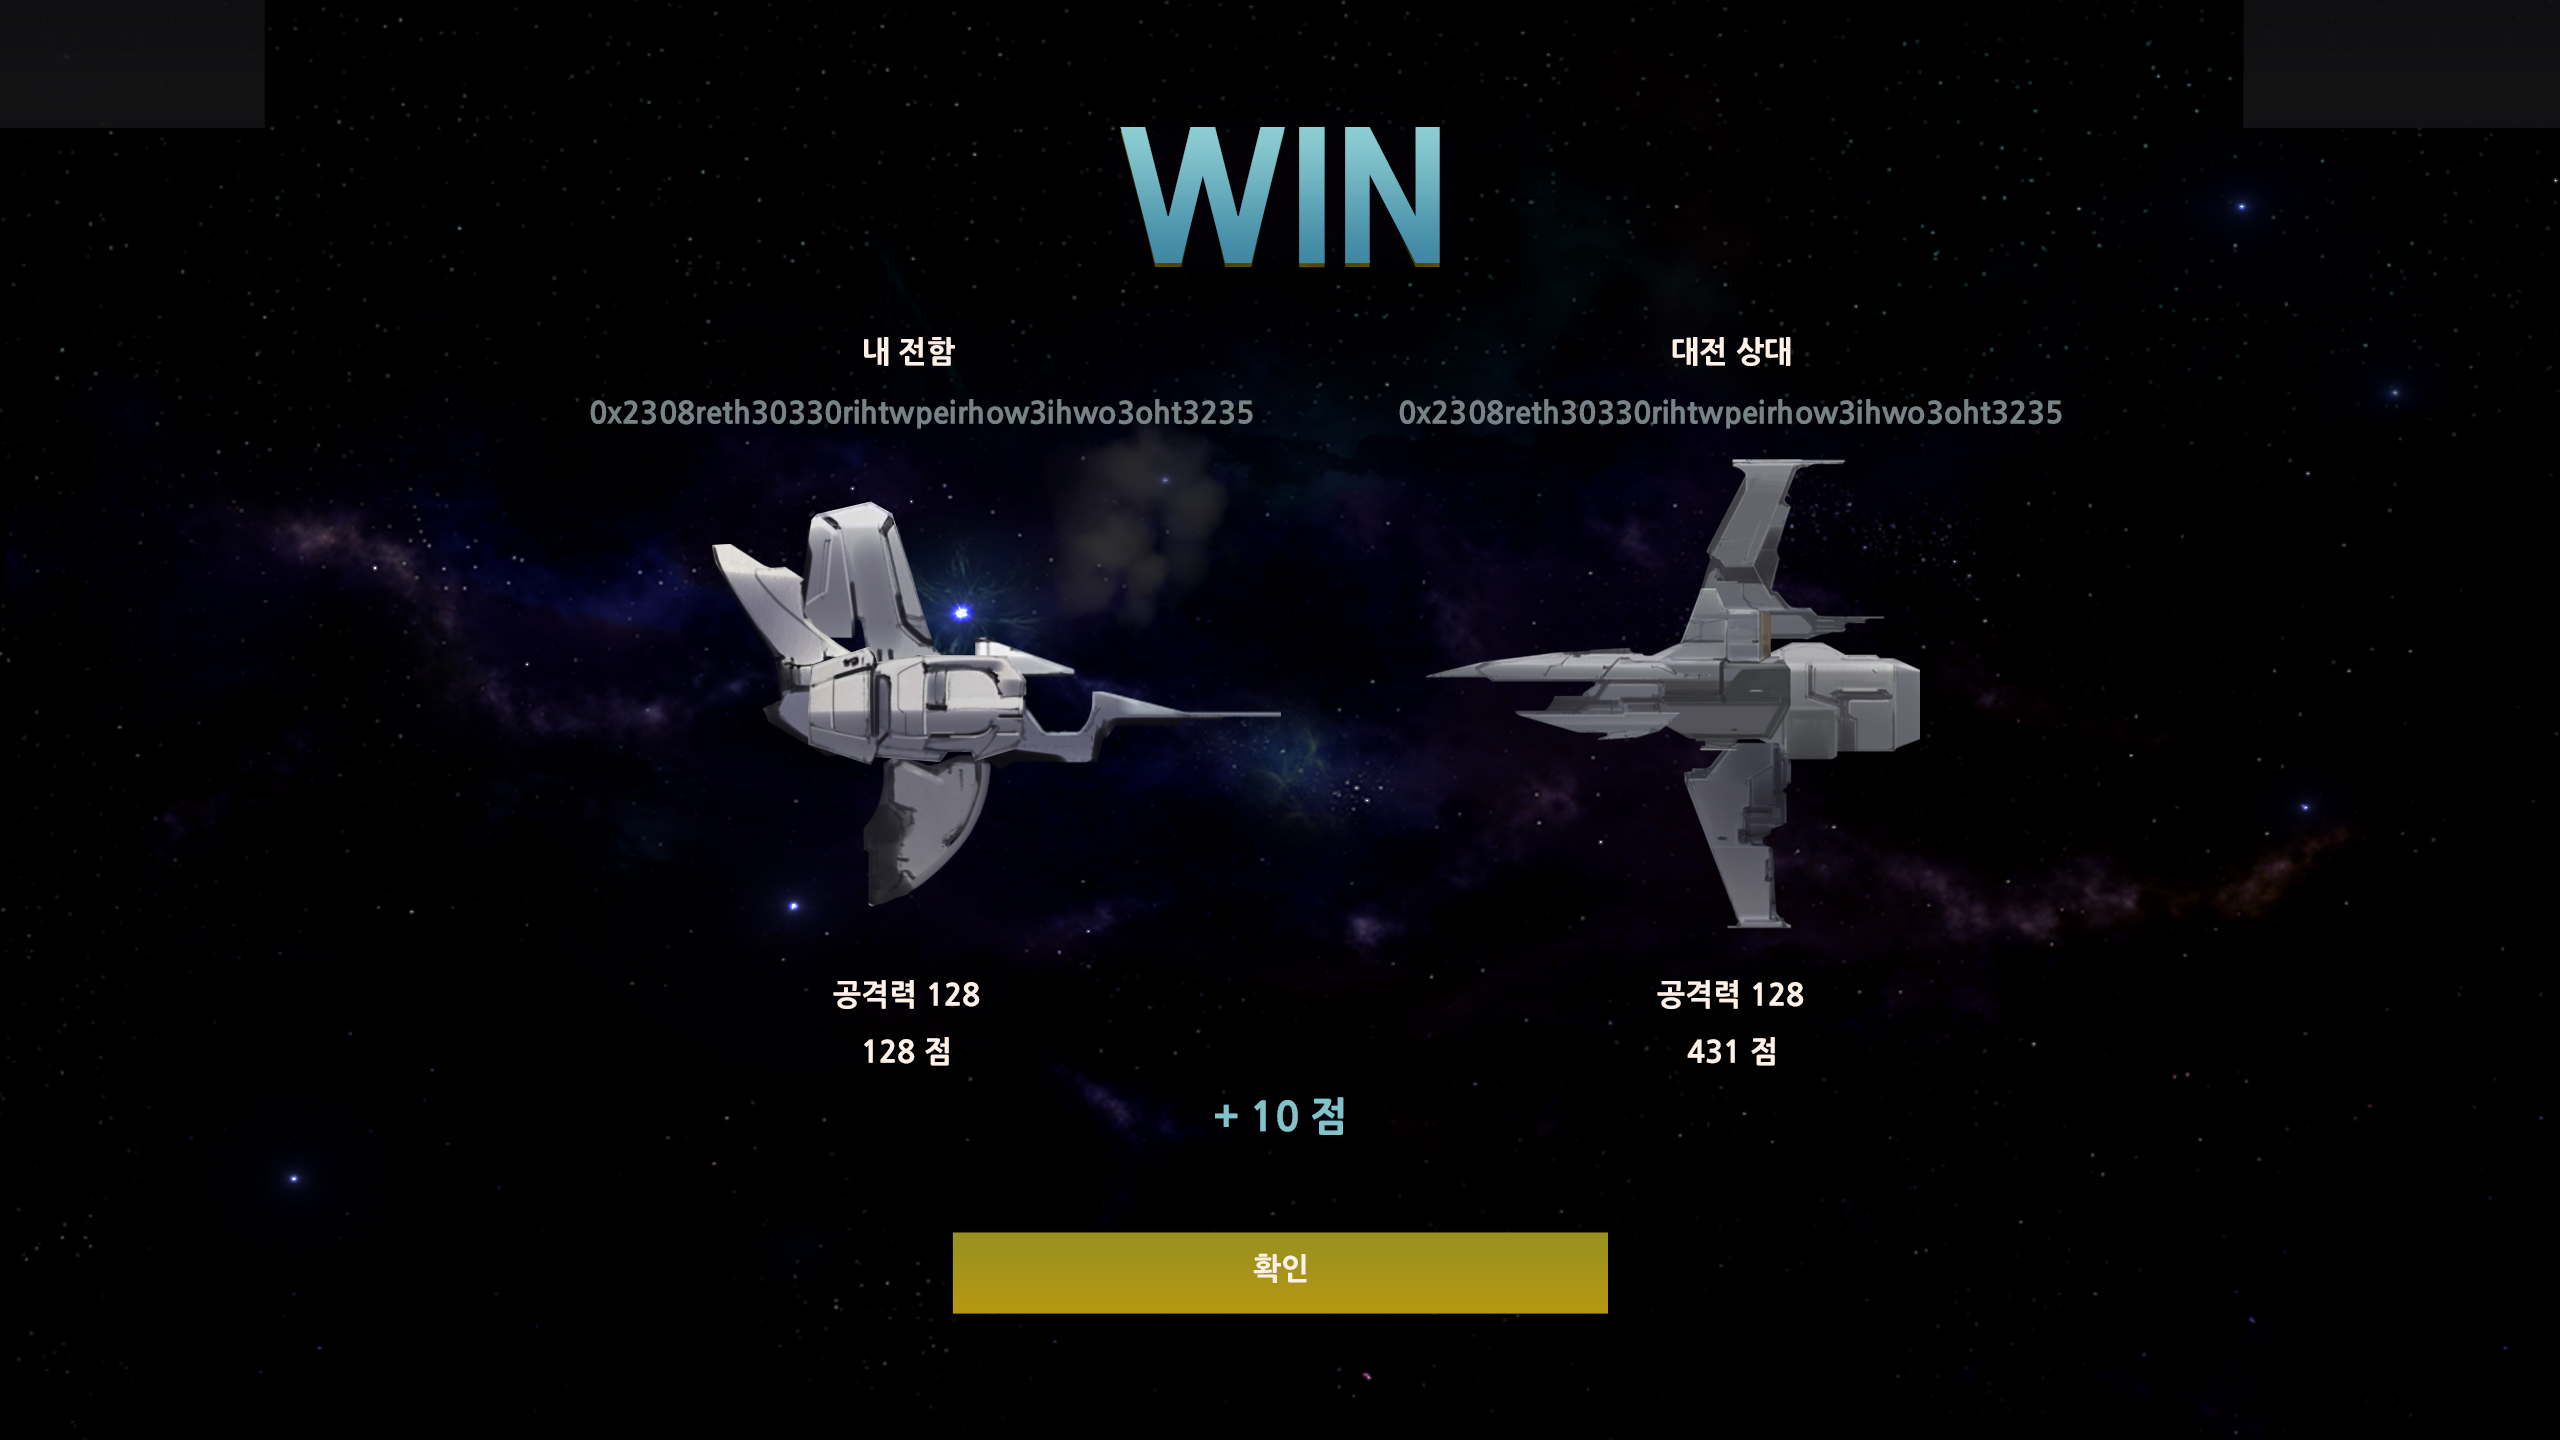 WIN
내 전함
대전 상대
0x2308reth30330rihtwpeirhow3ihwo3oht3235
0x2308reth30330rihtwpeirhow3ihwo3oht3235
공격력 128
공격력 128
128 점
431 점
+ 10 점
확인